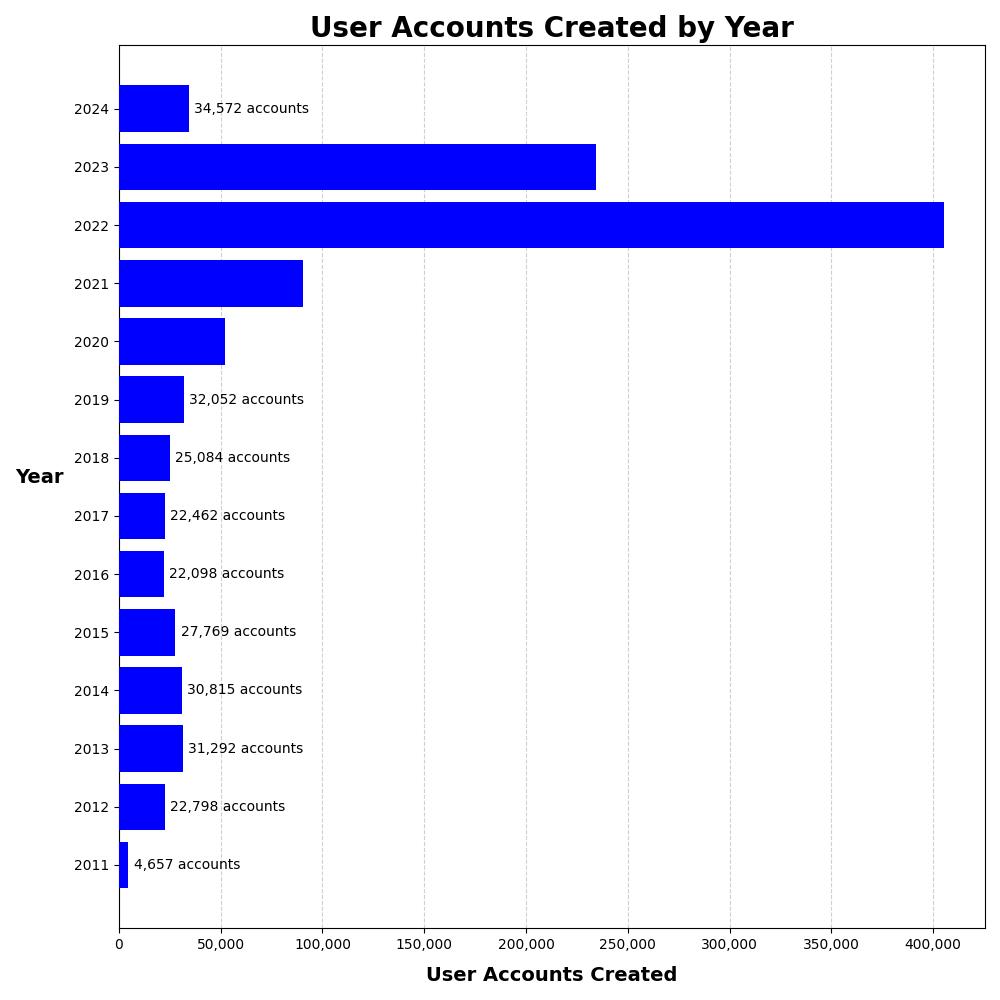 User Accounts Created by Year
2024
34,572 accounts
2023
2022
2021
2020
2019
32,052 accounts
2018
25,084 accounts
Year
2017
22,462 accounts
2016
22,098 accounts
2015
27,769 accounts
2014
30,815 accounts
2013
31,292 accounts
2012
22,798 accounts
2011
4,657 accounts
0 50,000 100,000 150,000 200,000 250,000 300,000 350,000 400,000
User Accounts Created